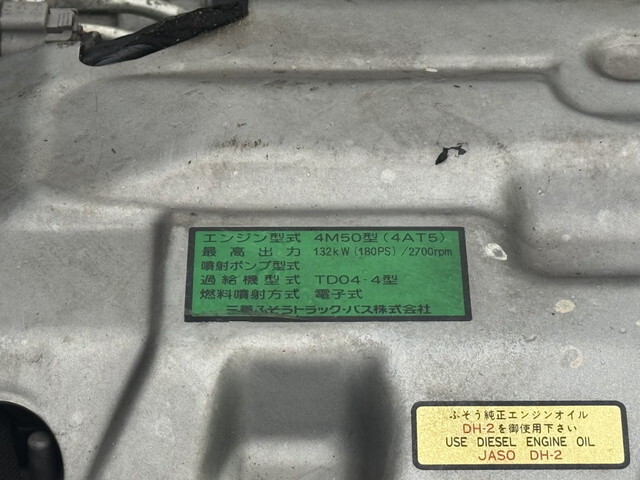 エンジン型式 4M50型(4AT5)
最高出力 132kW(180PS)/2700rpm
噴射ポンプ型式
過給機型式 TD04-4型
燃料噴射方式 電子式
三菱ふそうトラック・バス株式会社
ふそう純正エンジンオイル
DH-2を御使用下さい
USE DIESEL ENGINE OIL
JASO DH-2